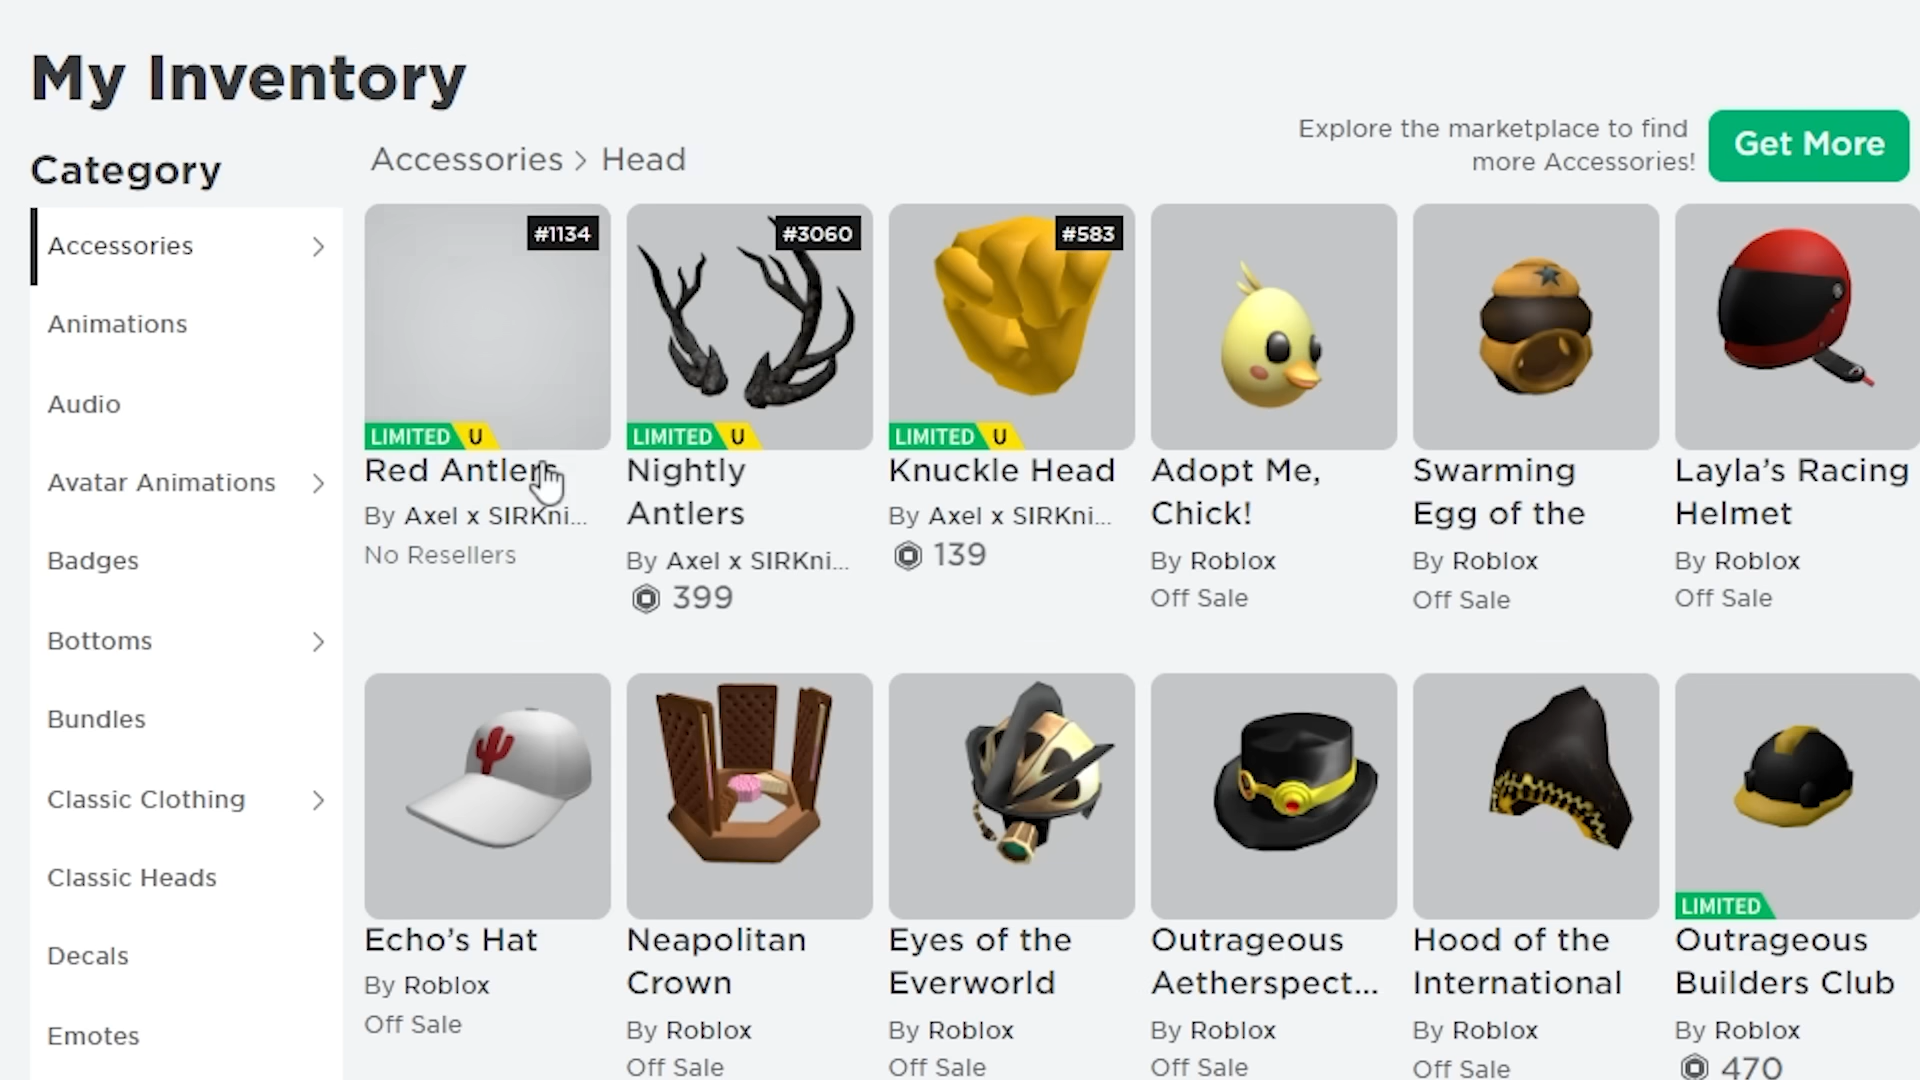 My Inventory
Explore the marketplace to find
more Accessories!
Get More
Category
Accessories > Head
Accessories
Animations
Audio
Avatar Animations
Badges
Bottoms
Bundles
Classic Clothing
Classic Heads
Decals
Emotes
#1134
LIMITED U
Red Antlers
By Axel x SIRKni...
No Resellers
#3060
LIMITED U
Nightly
Antlers
By Axel x SIRKni...
399
#583
LIMITED U
Knuckle Head
By Axel x SIRKni...
139
Adopt Me,
Chick!
By Roblox
Off Sale
Swarming
Egg of the
By Roblox
Off Sale
Layla’s Racing
Helmet
By Roblox
Off Sale
Echo’s Hat
By Roblox
Off Sale
Neapolitan
Crown
By Roblox
Off Sale
Eyes of the
Everworld
By Roblox
Off Sale
Outrageous
Aetherspect...
By Roblox
Off Sale
Hood of the
International
By Roblox
Off Sale
LIMITED
Outrageous
Builders Club
By Roblox
470